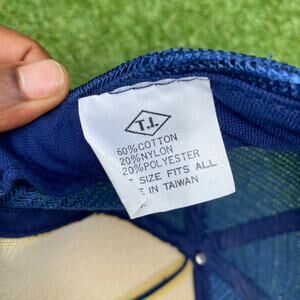 T.I.
60% COTTON
20% NYLON
20% POLYESTER
SIZE FITS ALL
IN TAIWAN